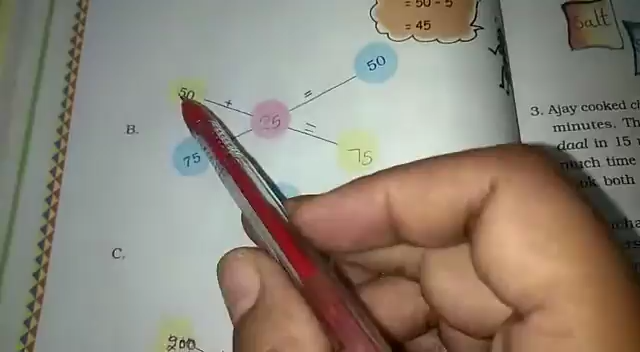 = 50 - 5
= 45
Salt
50
50
+
=
25
=
B.
75
75
3. Ajay cooked
minutes. Th
daal in 15
much time
ok both
C.
200